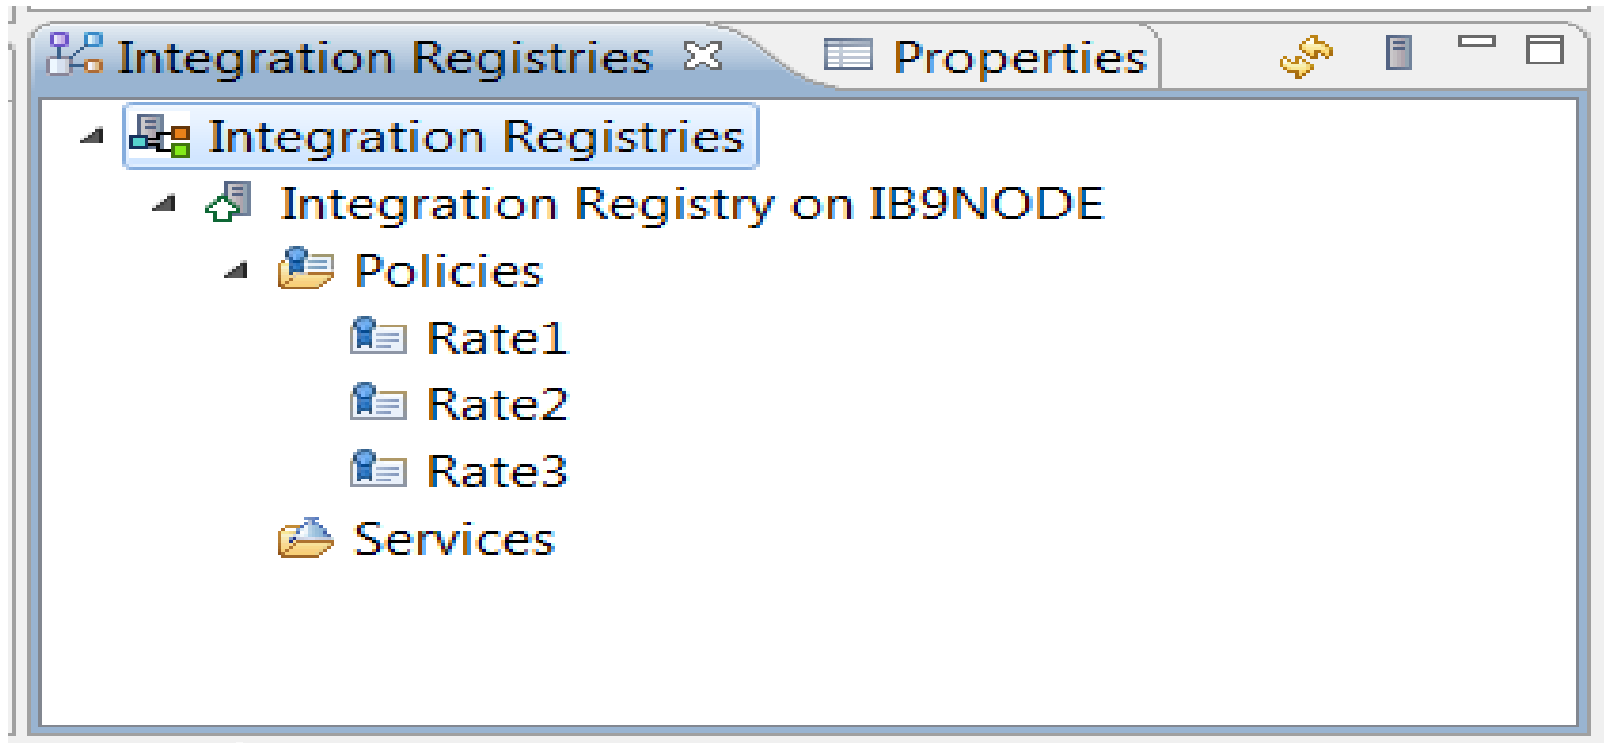 Integration Registries Properties
Integration Registries
Integration Registry on IB9NODE
Policies
Rate1
Rate2
Rate3
Services